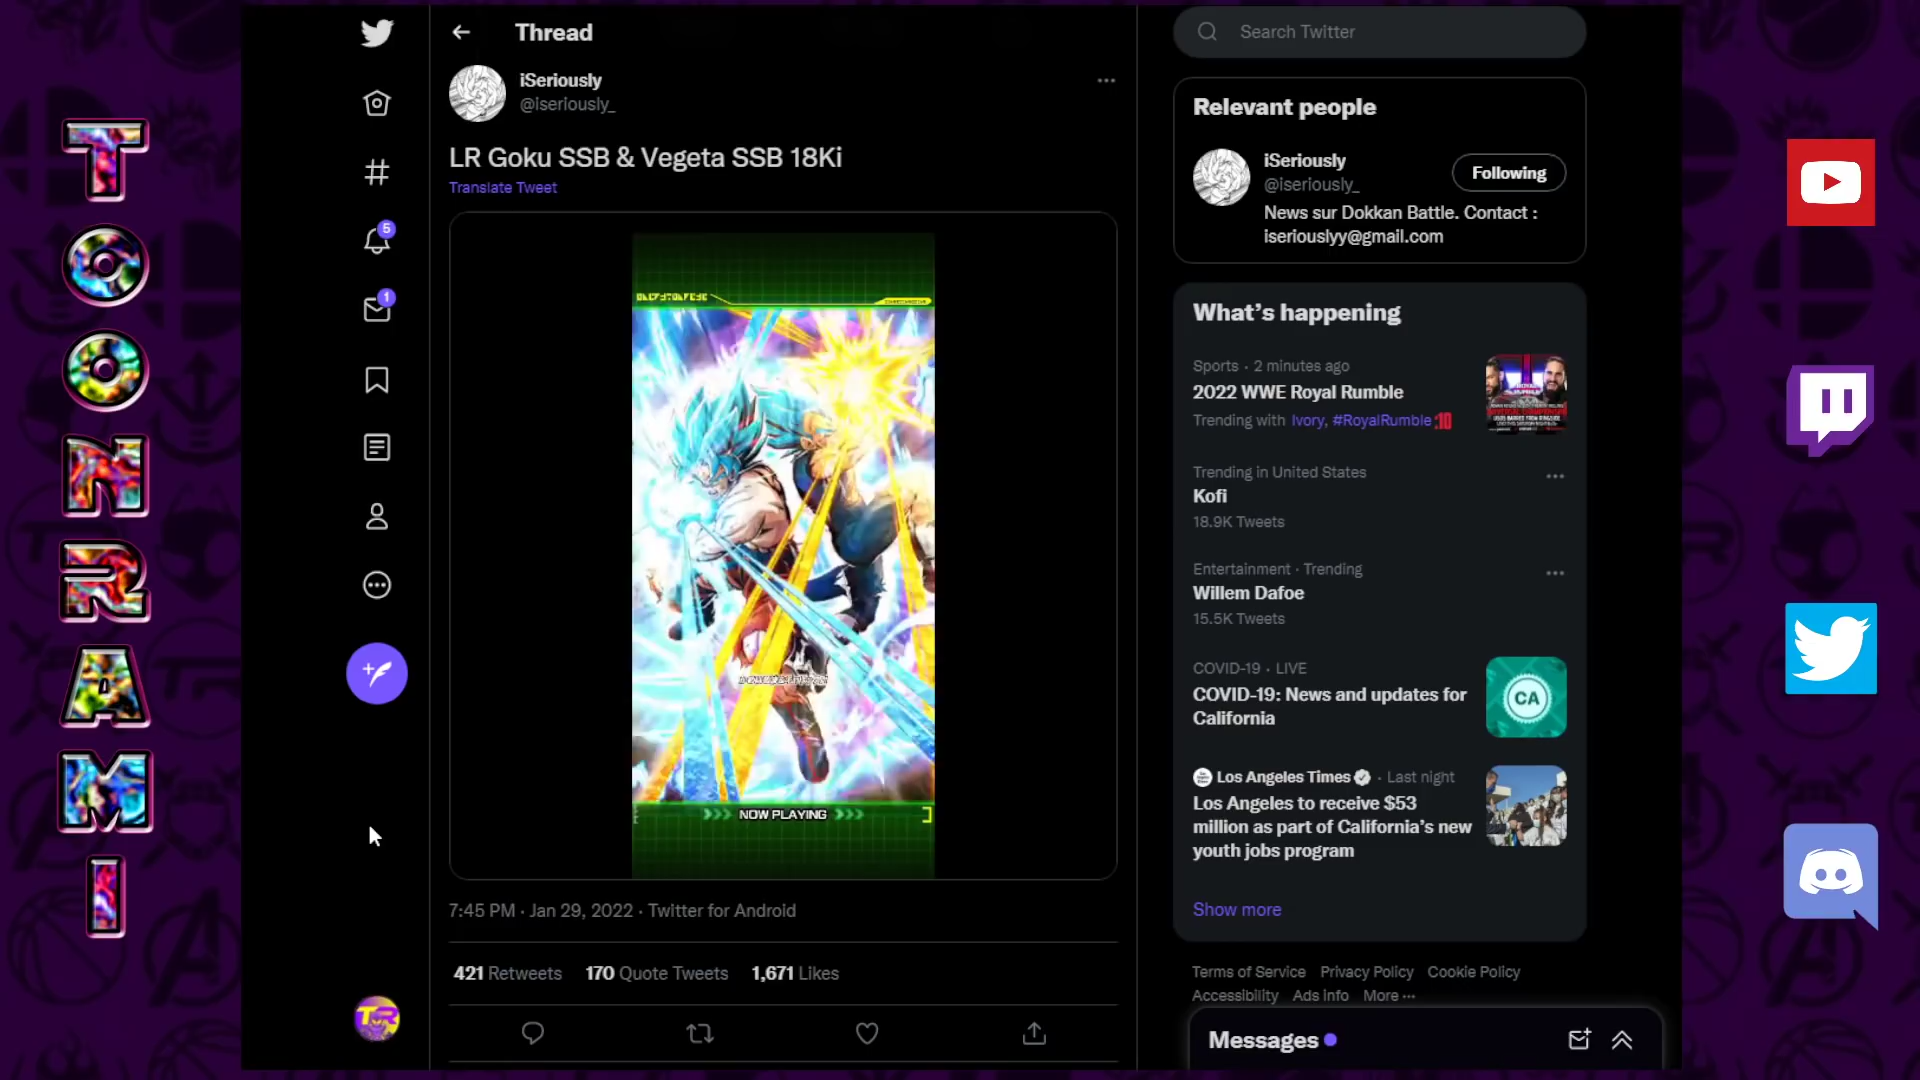 TOONRAMI
Thread
iSeriously
@iseriously_
LR Goku SSB & Vegeta SSB 18Ki
Translate Tweet
NOW PLAYING
7:45 PM · Jan 29, 2022 · Twitter for Android
421 Retweets 170 Quote Tweets 1,671 Likes
5
1
TR
Search Twitter
Relevant people
iSeriously
@iseriously_
Following
News sur Dokkan Battle. Contact :
iseriouslyy@gmail.com
What's happening
Sports · 2 minutes ago
2022 WWE Royal Rumble
Trending with Ivory, #RoyalRumble
Trending in United States
Kofi
18.9K Tweets
Entertainment · Trending
Willem Dafoe
15.5K Tweets
COVID-19 · LIVE
COVID-19: News and updates for
California
CA
Los Angeles Times · Last night
Los Angeles to receive $53
million as part of California's new
youth jobs program
Show more
Terms of Service Privacy Policy Cookie Policy
Accessibility Ads info More ···
Messages